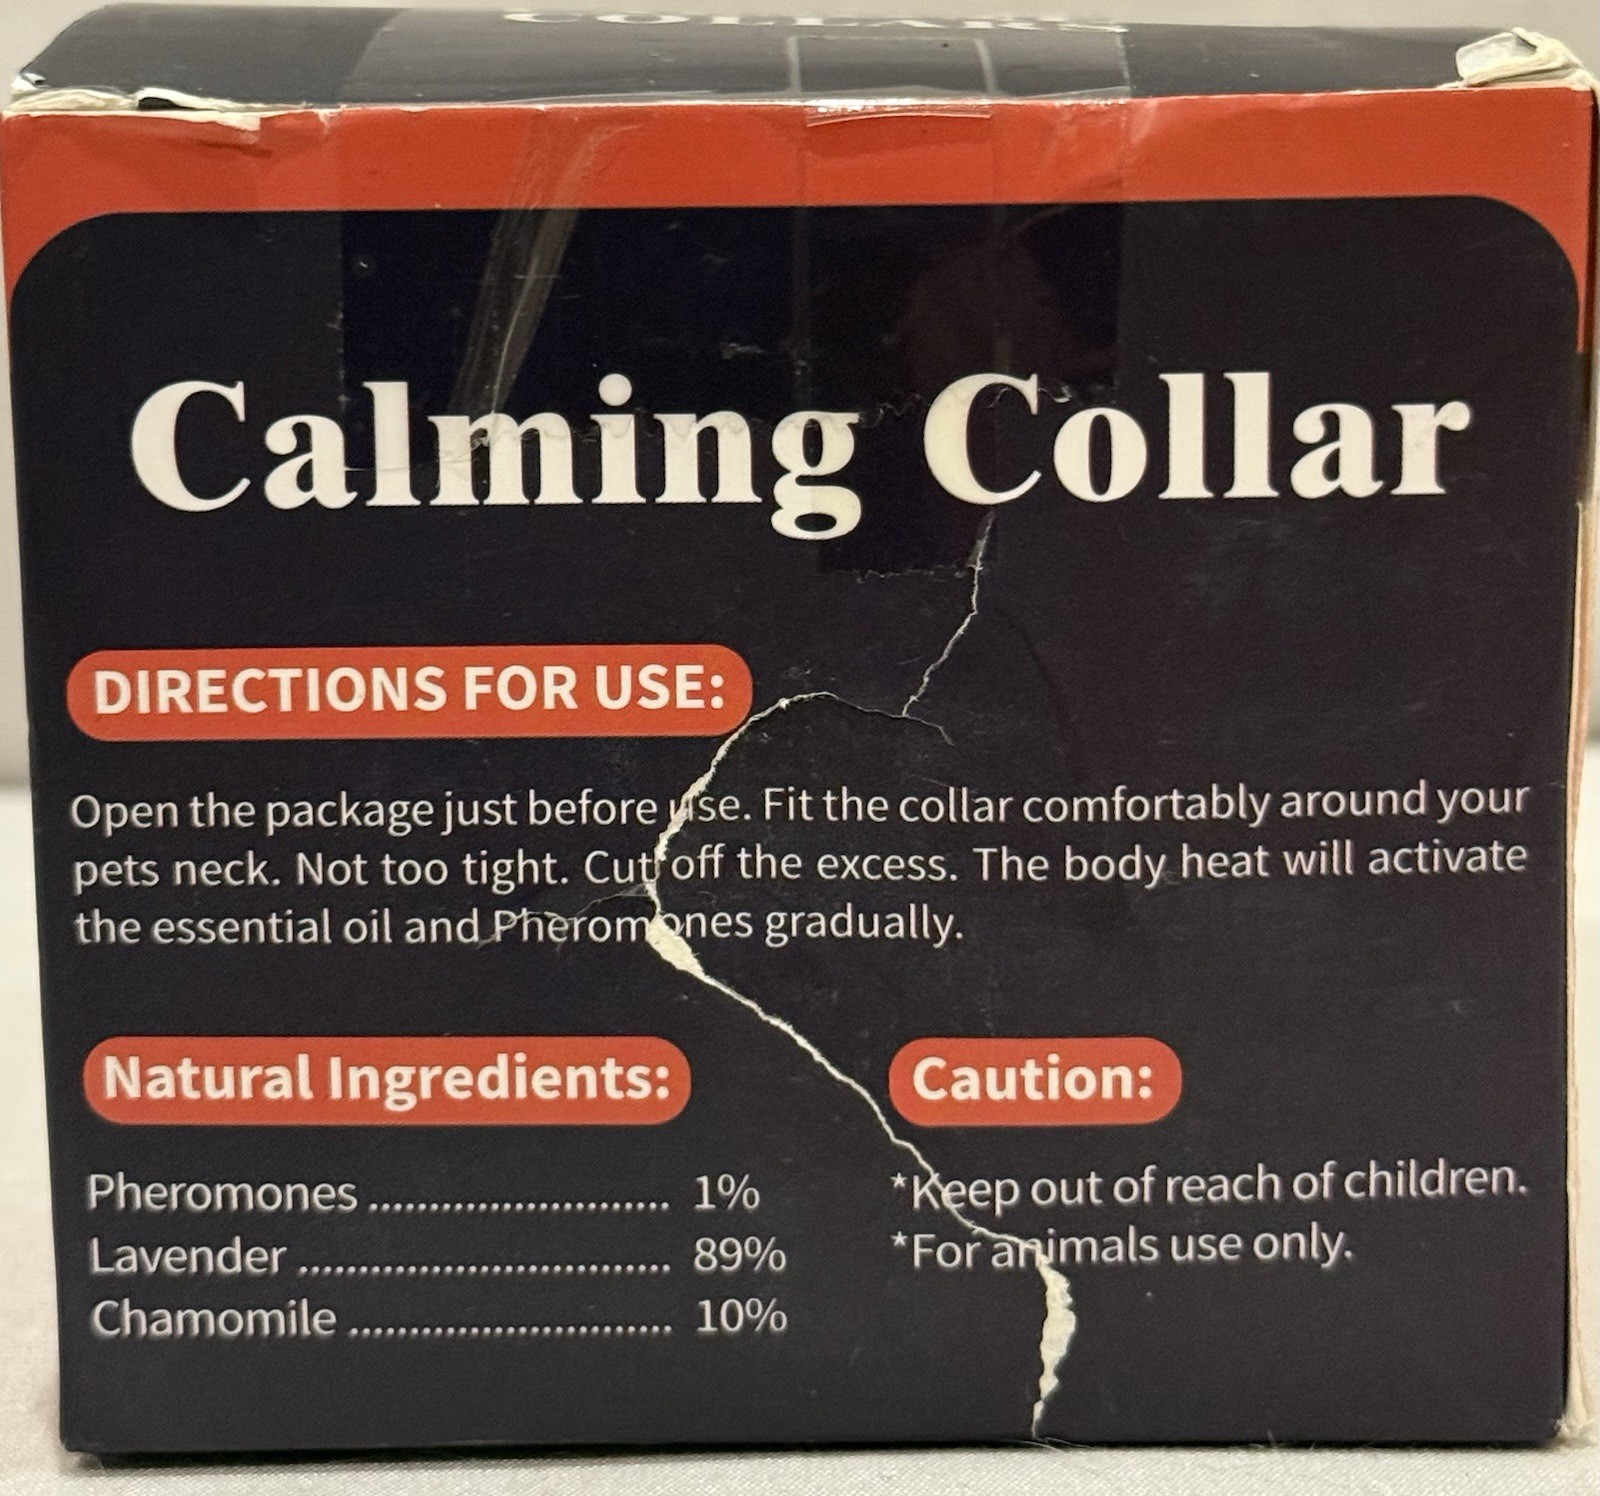 COLLARS
Calming Collar
DIRECTIONS FOR USE:
Open the package just before use. Fit the collar comfortably around your
pets neck. Not too tight. Cut off the excess. The body heat will activate
the essential oil and Pheromones gradually.
Natural Ingredients:
Pheromones .............................. 1%
Lavender ..................................... 89%
Chamomile ................................ 10%
Caution:
*Keep out of reach of children.
*For animals use only.